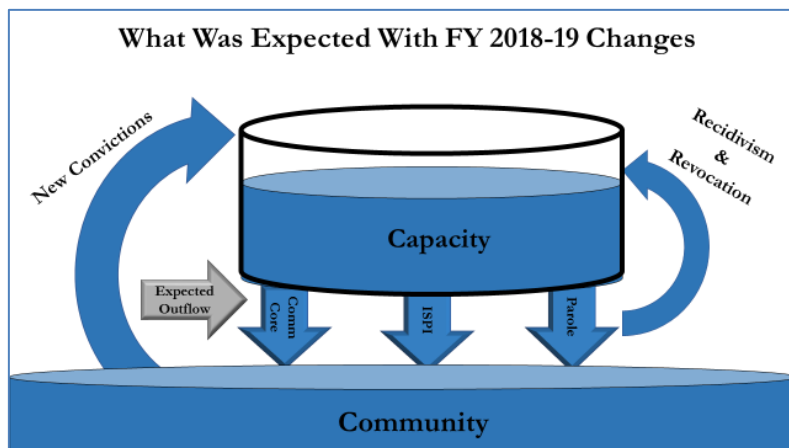 What Was Expected With FY 2018-19 Changes
New Convictions
Recidivism
&
Revocation
Capacity
Expected
Outflow
Comm
Core
ISPI
Parole
Community